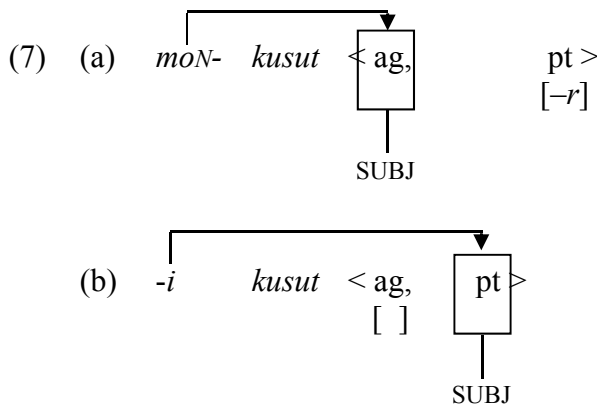 (7) (a) moN- kusut < ag, pt >
[–r]
SUBJ
(b) -i kusut < ag, pt >
[ ]
SUBJ